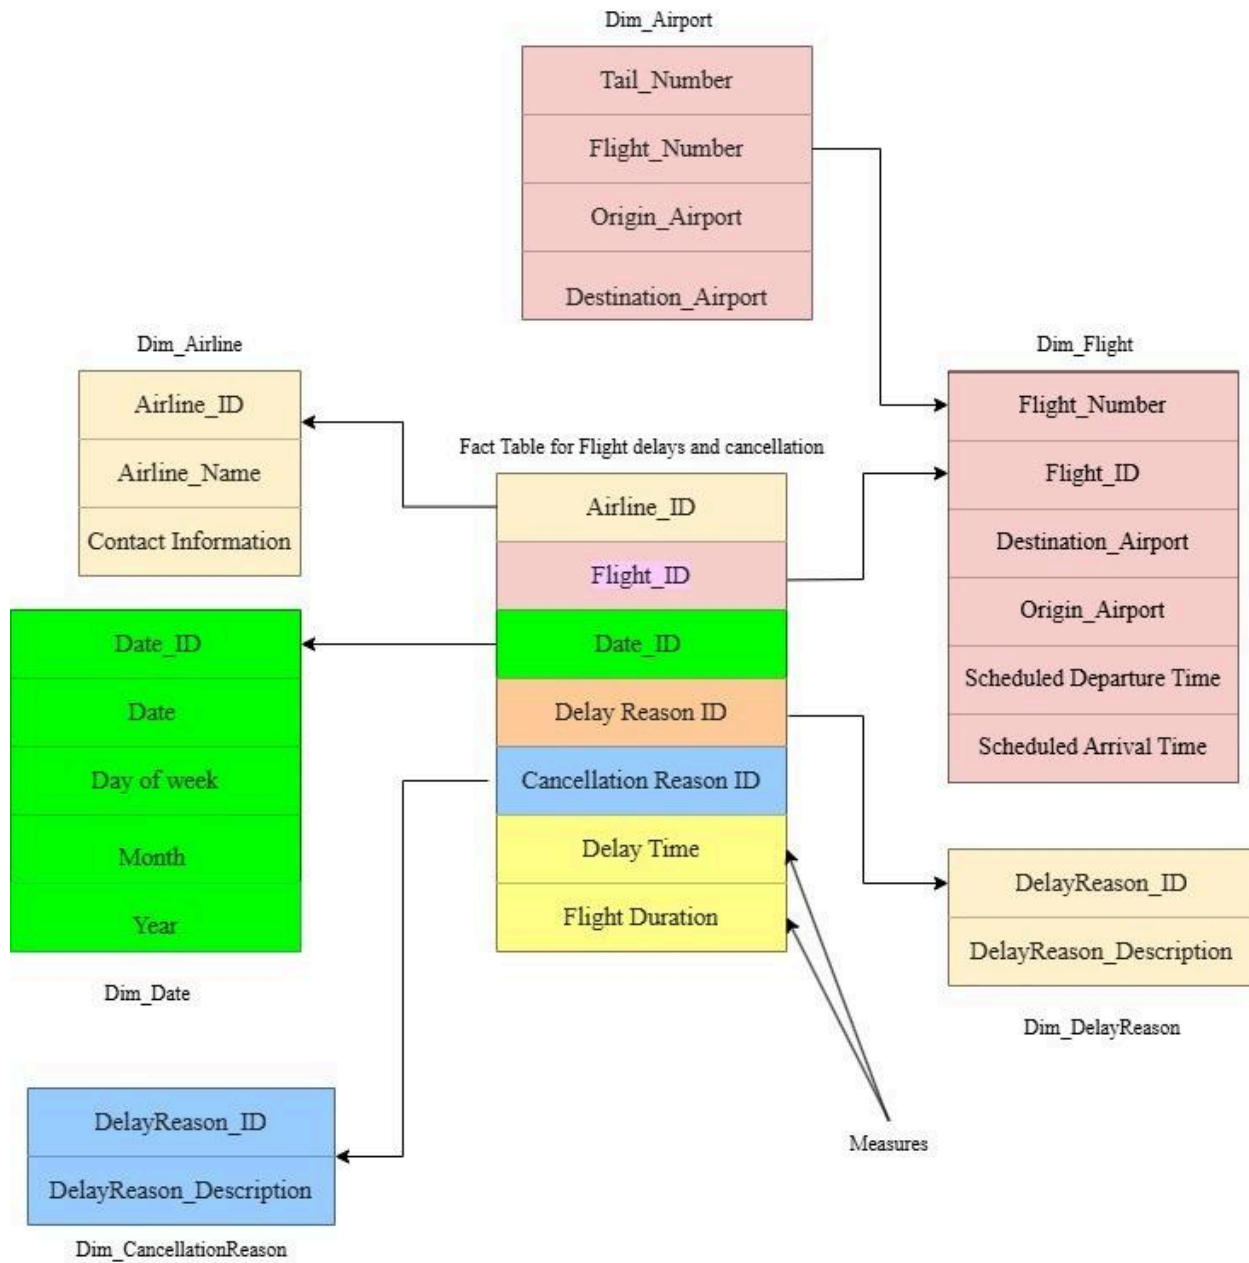 Dim_Airport
Tail_Number
Flight_Number
Origin_Airport
Destination_Airport
Dim_Airline
Airline_ID
Airline_Name
Contact Information
Dim_Flight
Flight_Number
Flight_ID
Destination_Airport
Origin_Airport
Scheduled Departure Time
Scheduled Arrival Time
Fact Table for Flight delays and cancellation
Airline_ID
Flight_ID
Date_ID
Delay Reason ID
Cancellation Reason ID
Delay Time
Flight Duration
Date_ID
Date
Day of week
Month
Year
Dim_Date
DelayReason_ID
DelayReason_Description
Dim_DelayReason
Measures
DelayReason_ID
DelayReason_Description
Dim_CancellationReason